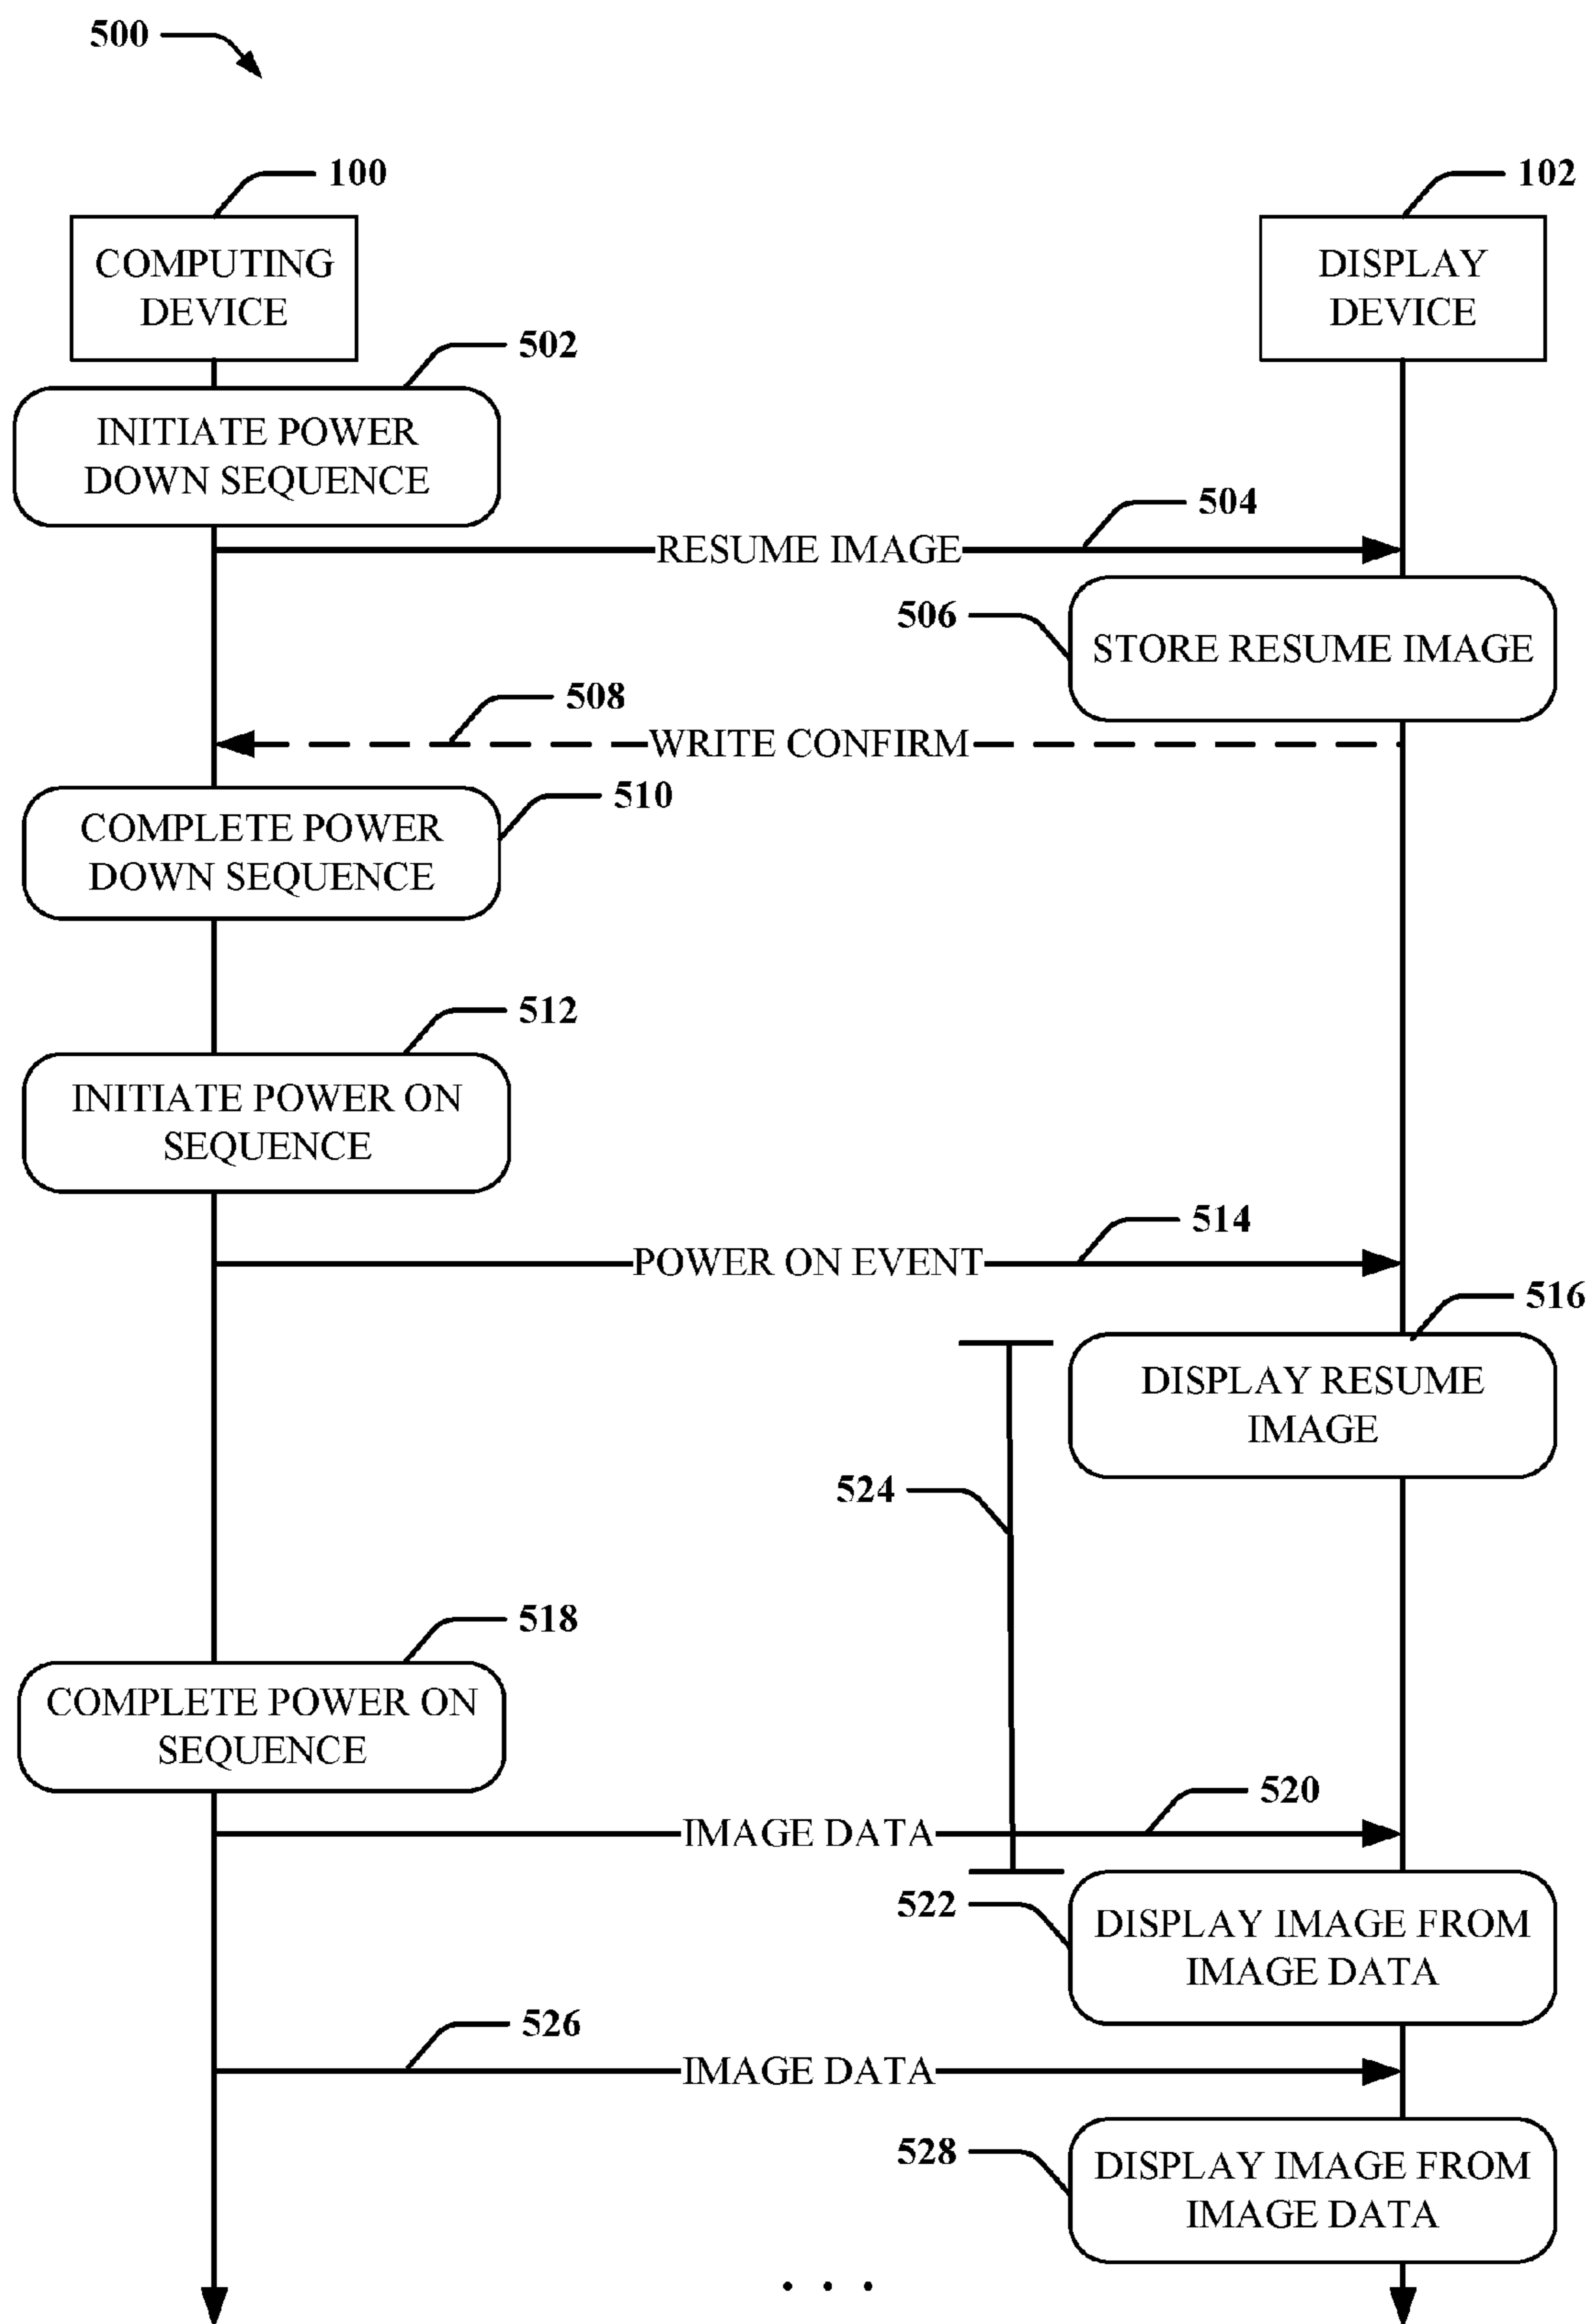 500
100
102
COMPUTING
DEVICE
DISPLAY
DEVICE
502
INITIATE POWER
DOWN SEQUENCE
504
RESUME IMAGE
506
STORE RESUME IMAGE
508
WRITE CONFIRM
510
COMPLETE POWER
DOWN SEQUENCE
512
INITIATE POWER ON
SEQUENCE
514
POWER ON EVENT
516
DISPLAY RESUME
IMAGE
524
518
COMPLETE POWER ON
SEQUENCE
520
IMAGE DATA
522
DISPLAY IMAGE FROM
IMAGE DATA
526
IMAGE DATA
528
DISPLAY IMAGE FROM
IMAGE DATA
. . .